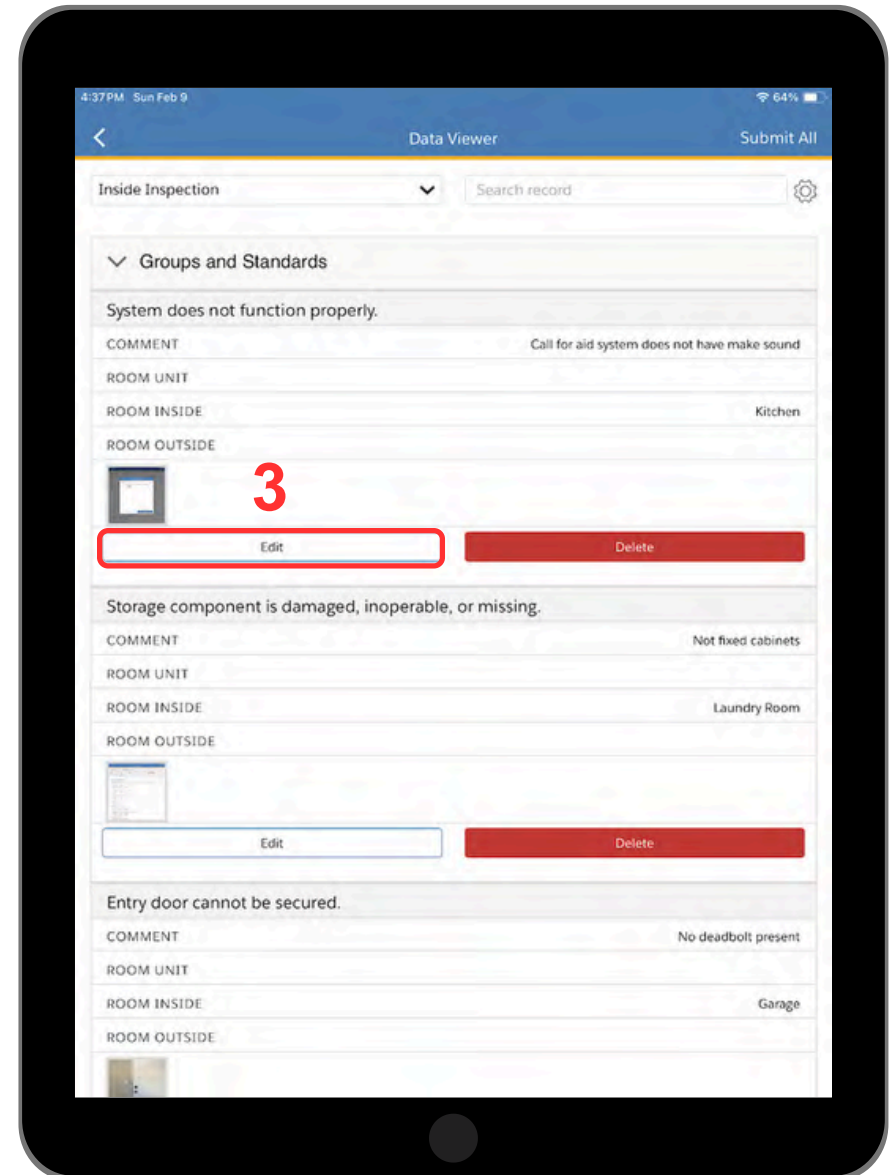 4:37 PM Sun Feb 9 64%
Data Viewer Submit All
Inside Inspection Search record
Groups and Standards
System does not function properly.
COMMENT Call for aid system does not have make sound
ROOM UNIT
ROOM INSIDE Kitchen
ROOM OUTSIDE
3
Edit Delete
Storage component is damaged, inoperable, or missing.
COMMENT Not fixed cabinets
ROOM UNIT
ROOM INSIDE Laundry Room
ROOM OUTSIDE
Edit Delete
Entry door cannot be secured.
COMMENT No deadbolt present
ROOM UNIT
ROOM INSIDE Garage
ROOM OUTSIDE